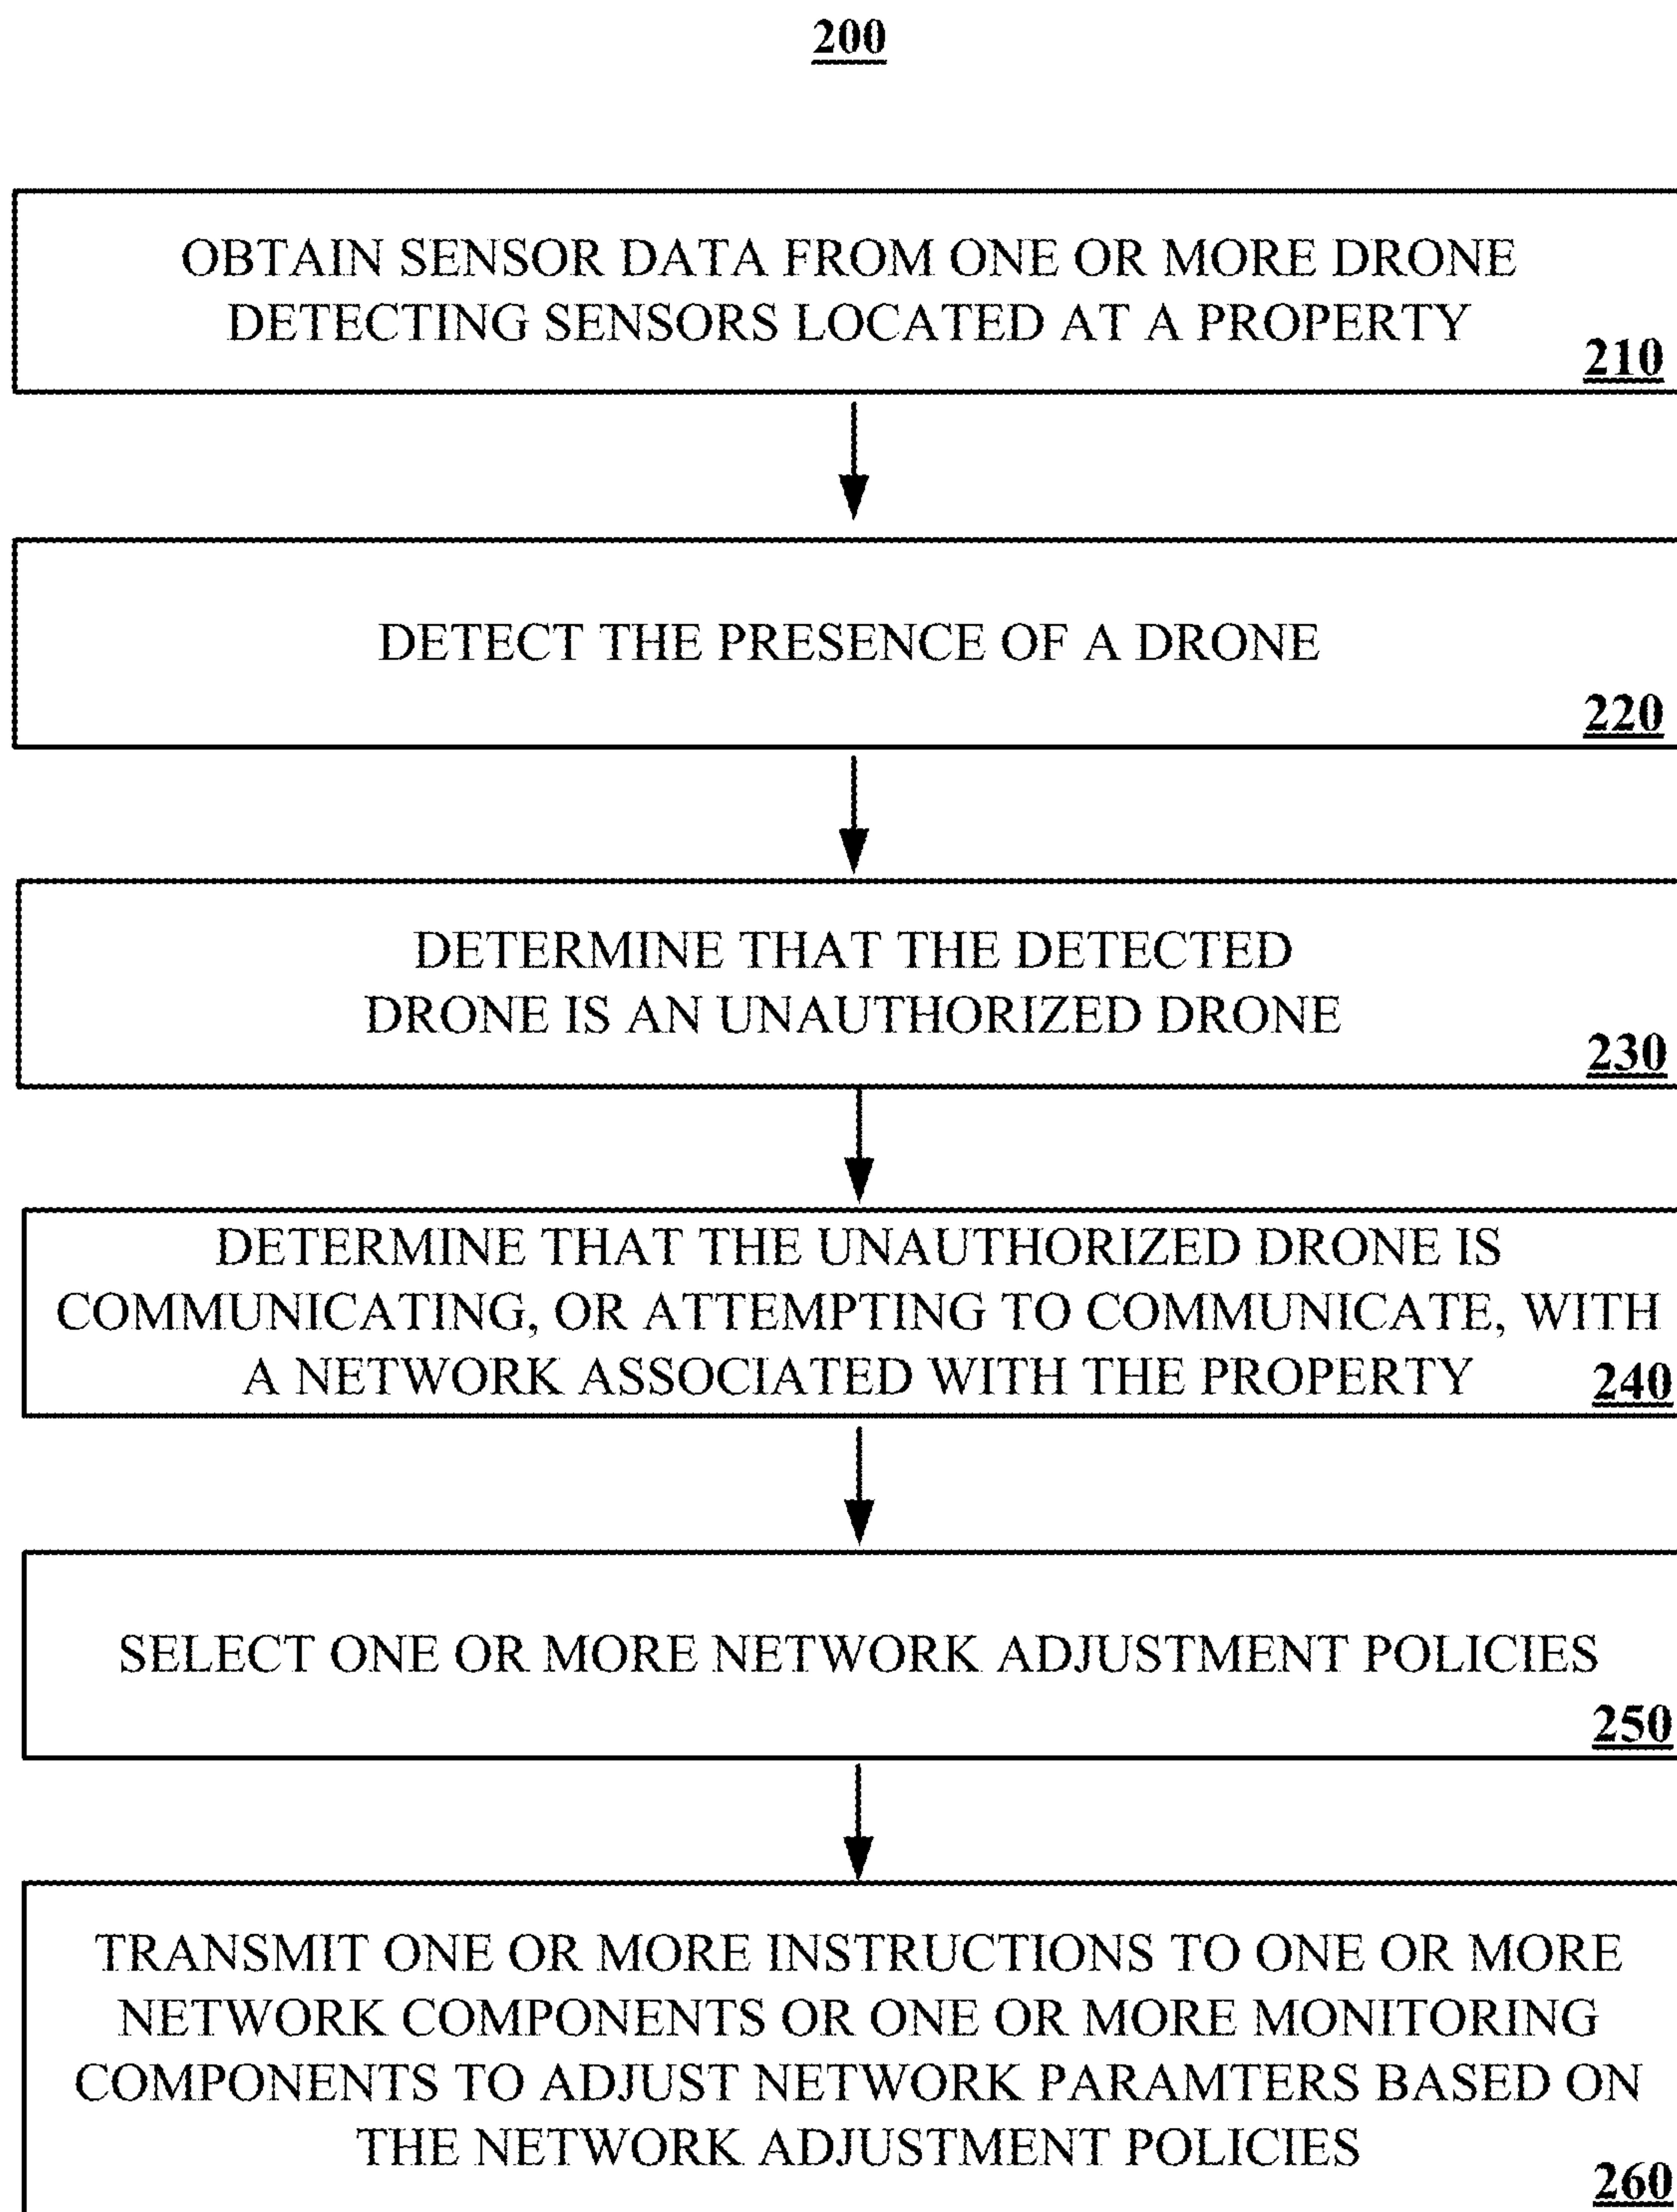 200
OBTAIN SENSOR DATA FROM ONE OR MORE DRONE
DETECTING SENSORS LOCATED AT A PROPERTY
210
DETECT THE PRESENCE OF A DRONE
220
DETERMINE THAT THE DETECTED
DRONE IS AN UNAUTHORIZED DRONE
230
DETERMINE THAT THE UNAUTHORIZED DRONE IS
COMMUNICATING, OR ATTEMPTING TO COMMUNICATE, WITH
A NETWORK ASSOCIATED WITH THE PROPERTY
240
SELECT ONE OR MORE NETWORK ADJUSTMENT POLICIES
250
TRANSMIT ONE OR MORE INSTRUCTIONS TO ONE OR MORE
NETWORK COMPONENTS OR ONE OR MORE MONITORING
COMPONENTS TO ADJUST NETWORK PARAMTERS BASED ON
THE NETWORK ADJUSTMENT POLICIES
260